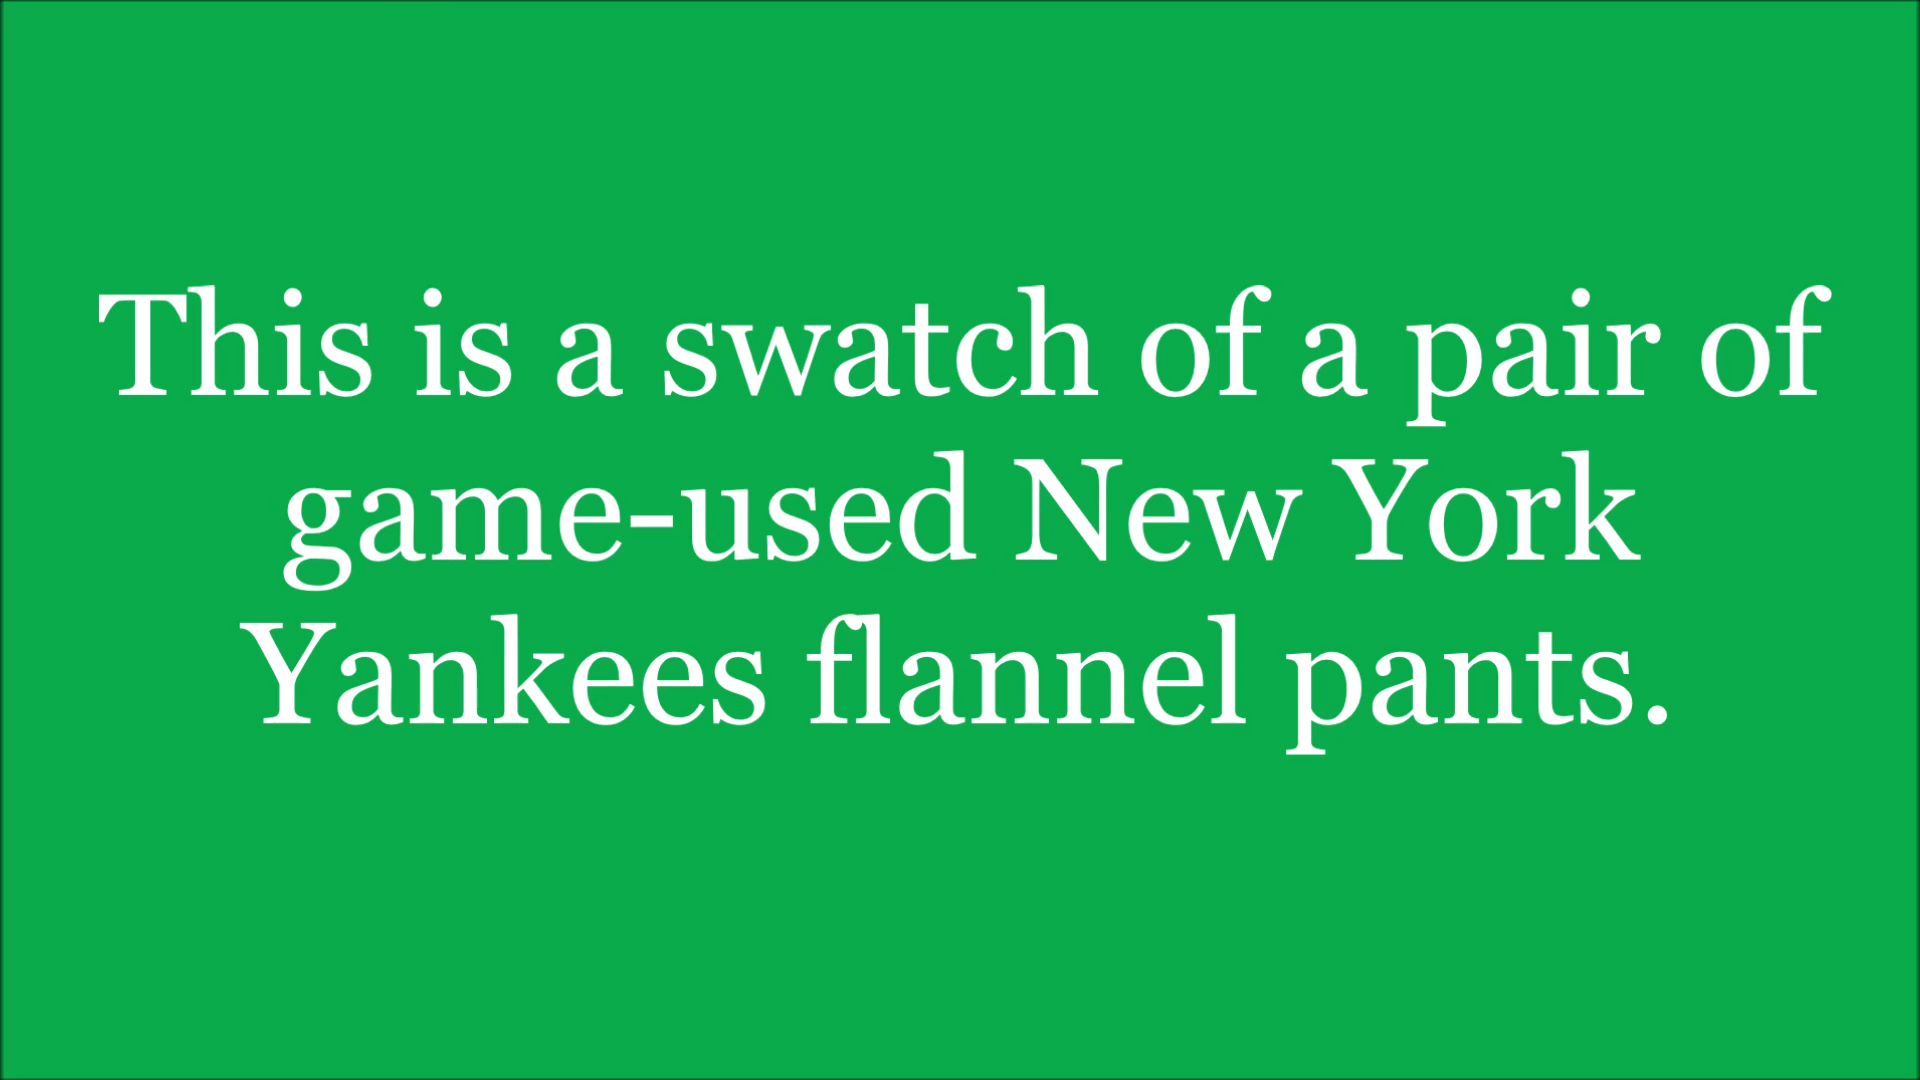 This is a swatch of a pair of
game-used New York
Yankees flannel pants.